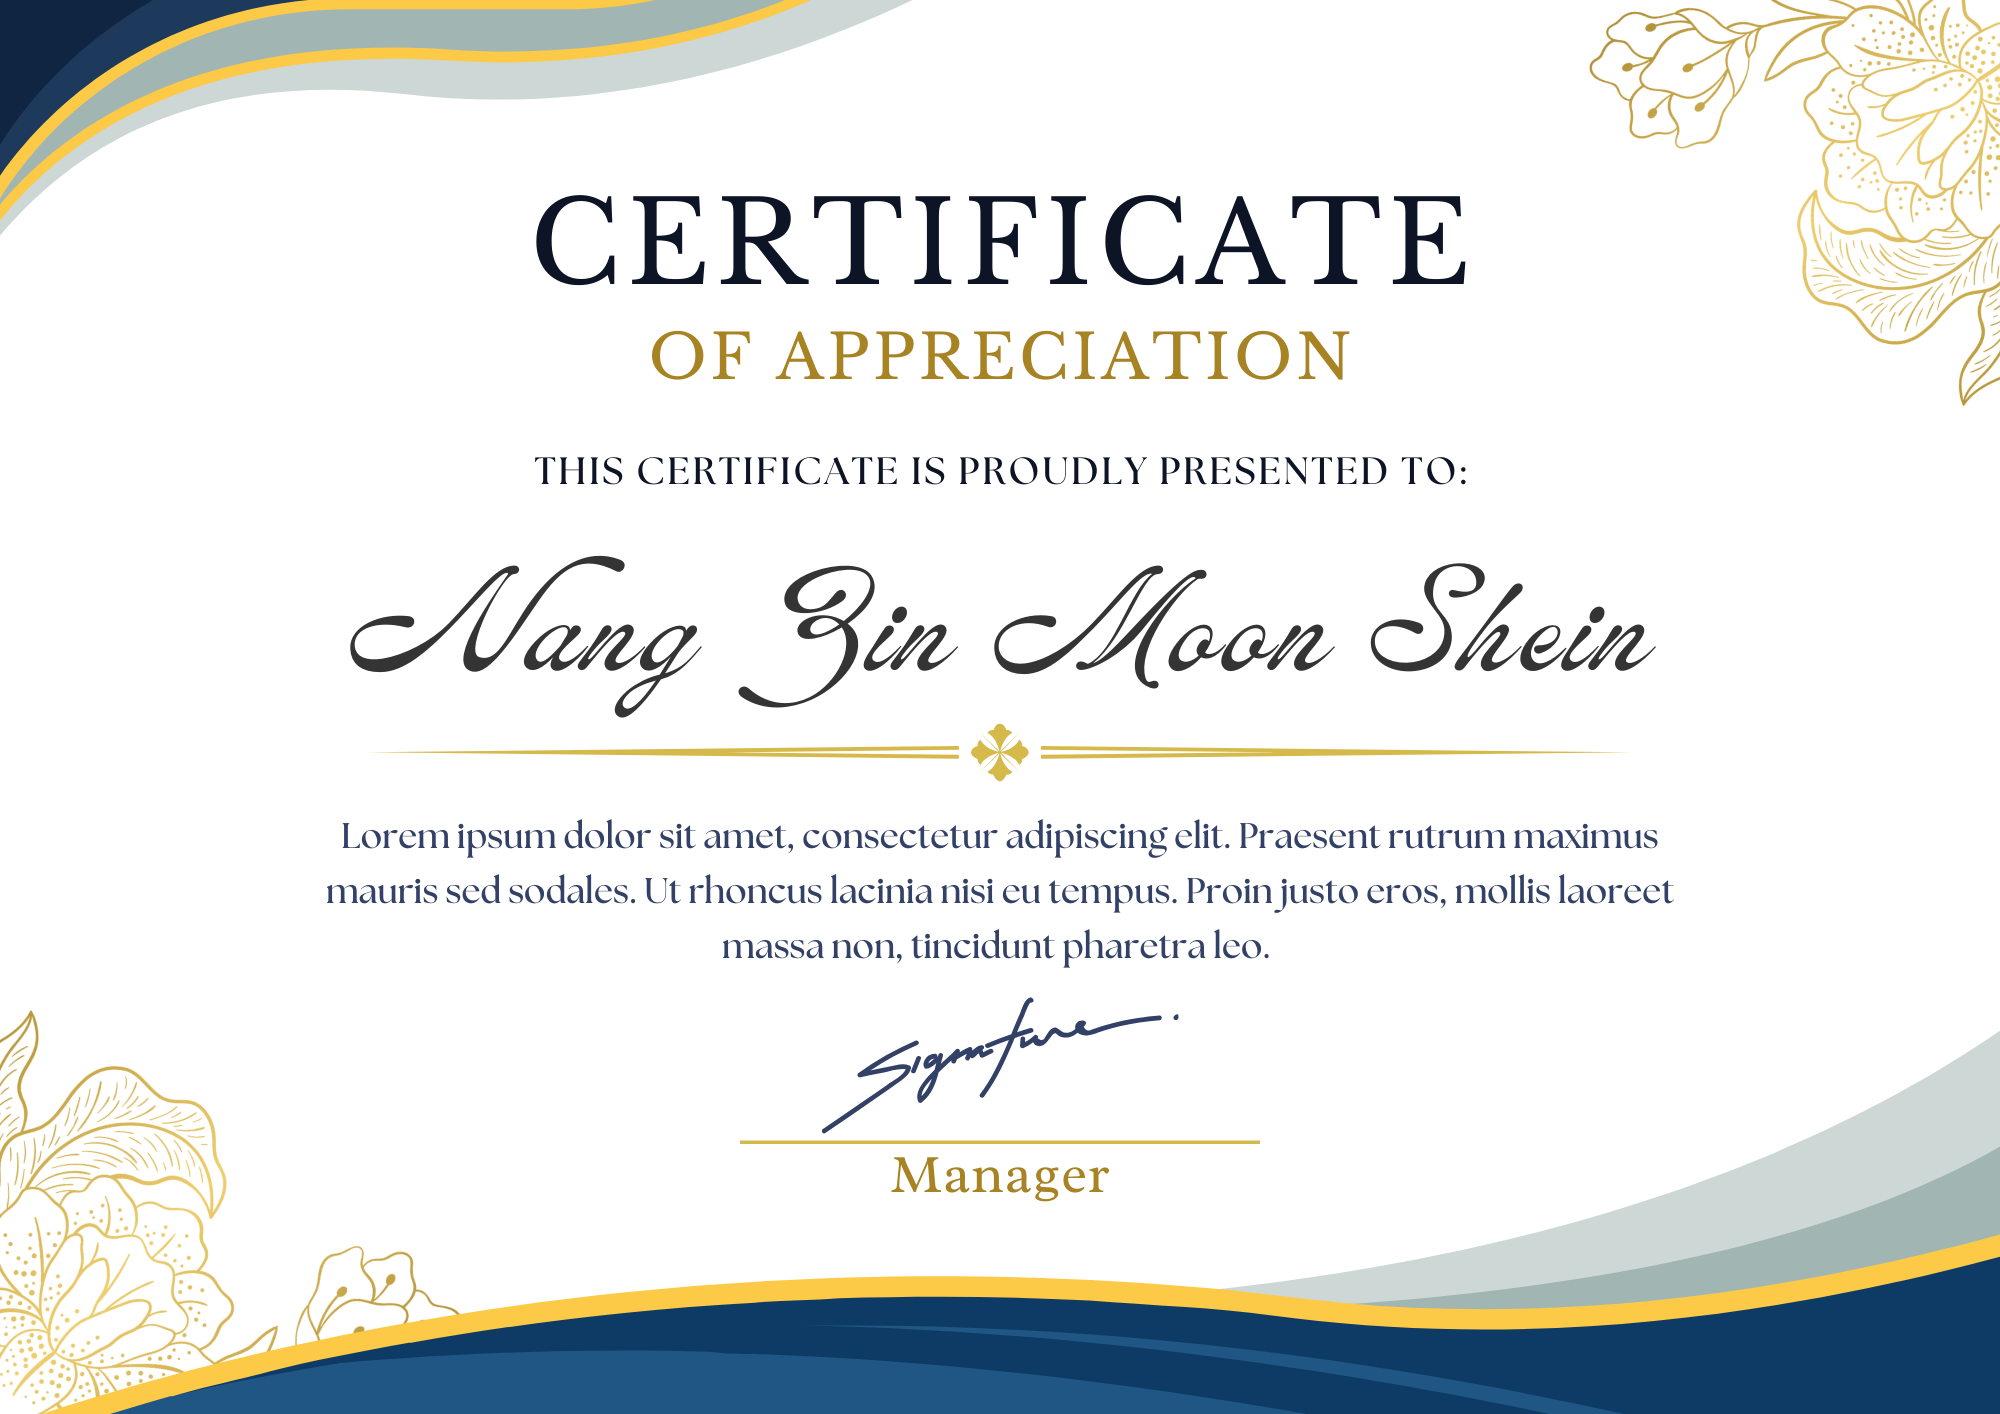 CERTIFICATE
OF APPRECIATION
THIS CERTIFICATE IS PROUDLY PRESENTED TO:
Nang Zin Moon Shein
Lorem ipsum dolor sit amet, consectetur adipiscing elit. Praesent rutrum maximus
mauris sed sodales. Ut rhoncus lacinia nisi eu tempus. Proin justo eros, mollis laoreet
massa non, tincidunt pharetra leo.
Signature.
Manager